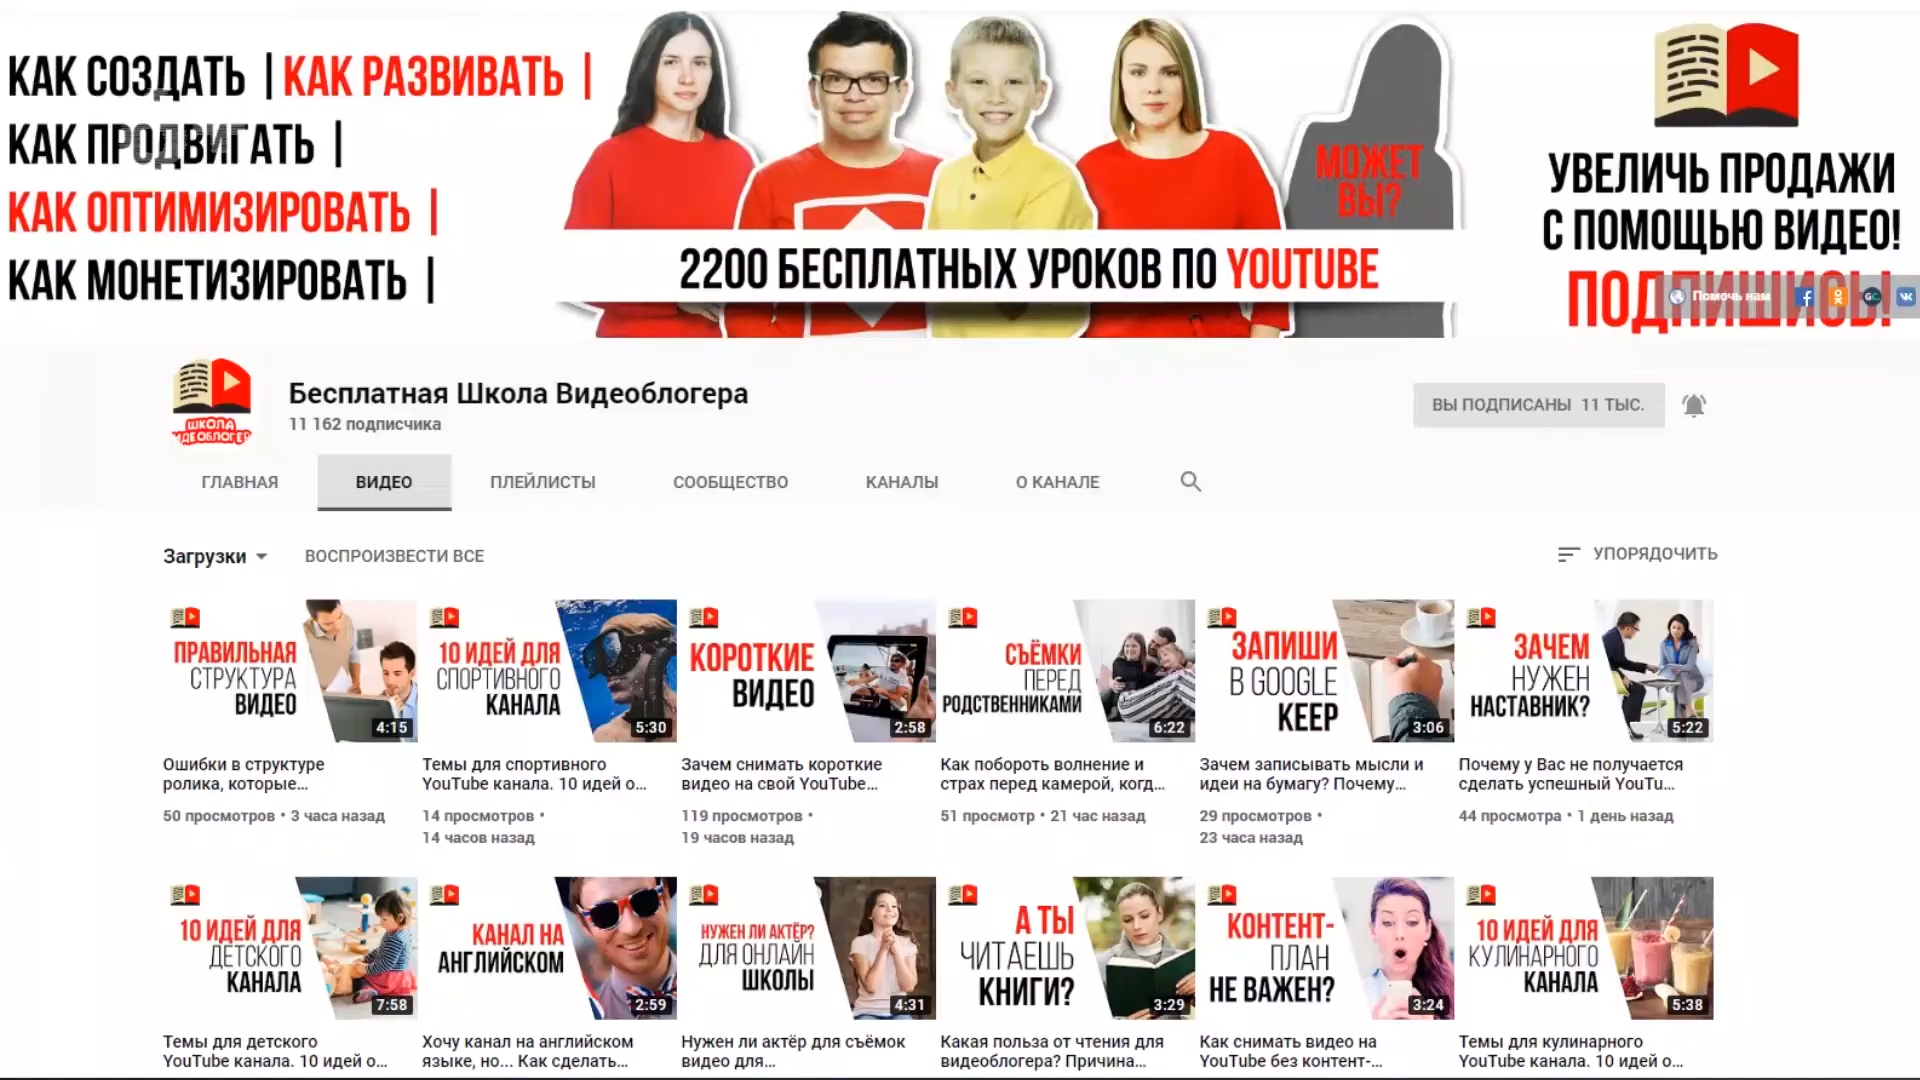 КАК СОЗДАТЬ | КАК РАЗВИВАТЬ |
КАК ПРОДВИГАТЬ |
КАК ОПТИМИЗИРОВАТЬ |
КАК МОНЕТИЗИРОВАТЬ |
МОЖЕТ
ВЫ?
2200 БЕСПЛАТНЫХ УРОКОВ ПО YOUTUBE
УВЕЛИЧЬ ПРОДАЖИ
С ПОМОЩЬЮ ВИДЕО!
ПОДПИШИСЬ!
Помочь нам
ШКОЛА
Бесплатная Школа Видеоблогера
11 162 подписчика
ВЫ ПОДПИСАНЫ 11 ТЫС.
ГЛАВНАЯ ВИДЕО ПЛЕЙЛИСТЫ СООБЩЕСТВО КАНАЛЫ О КАНАЛЕ
Загрузки ВОСПРОИЗВЕСТИ ВСЕ УПОРЯДОЧИТЬ
ПРАВИЛЬНАЯ
СТРУКТУРА
ВИДЕО
4:15
Ошибки в структуре
ролика, которые...
50 просмотров • 3 часа назад
10 ИДЕЙ ДЛЯ
СПОРТИВНОГО
КАНАЛА
5:30
Темы для спортивного
YouTube канала. 10 идей о...
14 просмотров •
14 часов назад
КОРОТКИЕ
ВИДЕО
2:58
Зачем снимать короткие
видео на свой YouTube...
119 просмотров •
19 часов назад
СЪЁМКИ
ПЕРЕД
РОДСТВЕННИКАМИ
6:22
Как побороть волнение и
страх перед камерой, когд...
51 просмотр • 21 час назад
ЗАПИШИ
В GOOGLE
KEEP
3:06
Зачем записывать мысли и
идеи на бумагу? Почему...
29 просмотров •
23 часа назад
ЗАЧЕМ
НУЖЕН
НАСТАВНИК?
5:22
Почему у Вас не получается
сделать успешный YouTu...
44 просмотра • 1 день назад
10 ИДЕЙ ДЛЯ
ДЕТСКОГО
КАНАЛА
7:58
Темы для детского
YouTube канала. 10 идей о...
КАНАЛ НА
АНГЛИЙСКОМ
2:59
Хочу канал на английском
языке, но... Как сделать...
НУЖЕН ЛИ АКТЁР?
ДЛЯ ОНЛАЙН
ШКОЛЫ
4:31
Нужен ли актёр для съёмок
видео для...
А ТЫ
ЧИТАЕШЬ
КНИГИ?
3:29
Какая польза от чтения для
видеоблогера? Причина...
КОНТЕНТ-
ПЛАН
НЕ ВАЖЕН?
3:24
Как снимать видео на
YouTube без контент-...
10 ИДЕЙ ДЛЯ
КУЛИНАРНОГО
КАНАЛА
5:38
Темы для кулинарного
YouTube канала. 10 идей о...